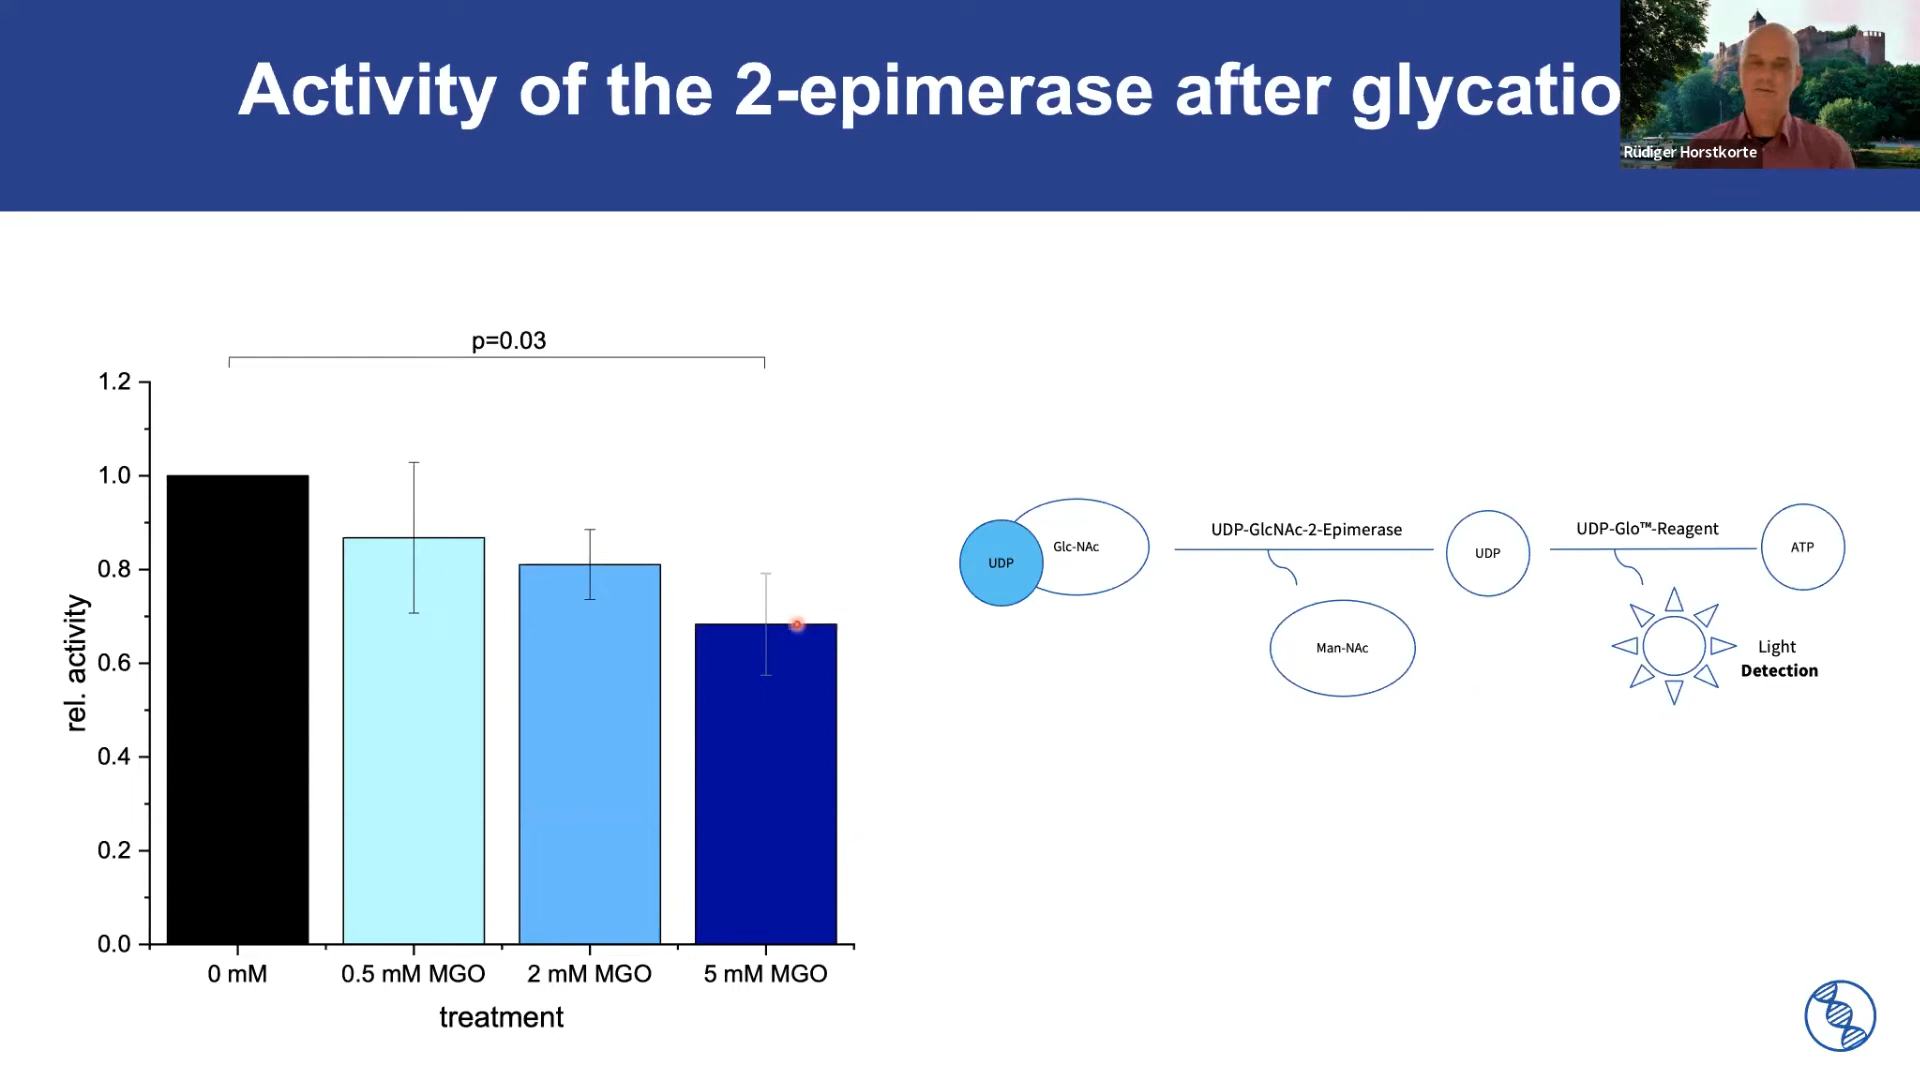 Activity of the 2-epimerase after glycatio
Rüdiger Horstkorte
p=0.03
1.2
1.0
0.8
0.6
0.4
0.2
0.0
rel. activity
0 mM
0.5 mM MGO
2 mM MGO
5 mM MGO
treatment
UDP
Glc-NAc
UDP-GlcNAc-2-Epimerase
Man-NAc
UDP
UDP-Glo™-Reagent
ATP
Light
Detection